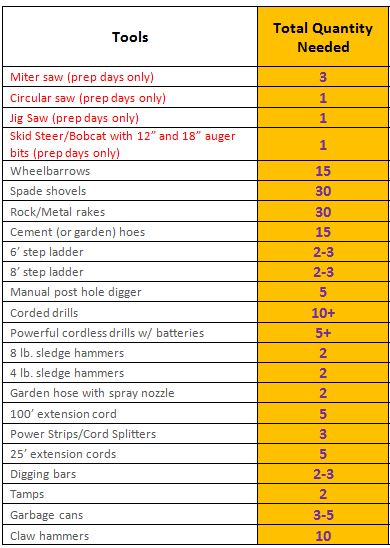 Tools
Total Quantity
Needed
Miter saw (prep days only) 3
Circular saw (prep days only) 1
Jig Saw (prep days only) 1
Skid Steer/Bobcat with 12” and 18” auger
bits (prep days only) 1
Wheelbarrows 15
Spade shovels 30
Rock/Metal rakes 30
Cement (or garden) hoes 15
6’ step ladder 2-3
8’ step ladder 2-3
Manual post hole digger 5
Corded drills 10+
Powerful cordless drills w/ batteries 5+
8 lb. sledge hammers 2
4 lb. sledge hammers 2
Garden hose with spray nozzle 2
100’ extension cord 5
Power Strips/Cord Splitters 3
25’ extension cords 5
Digging bars 2-3
Tamps 2
Garbage cans 3-5
Claw hammers 10